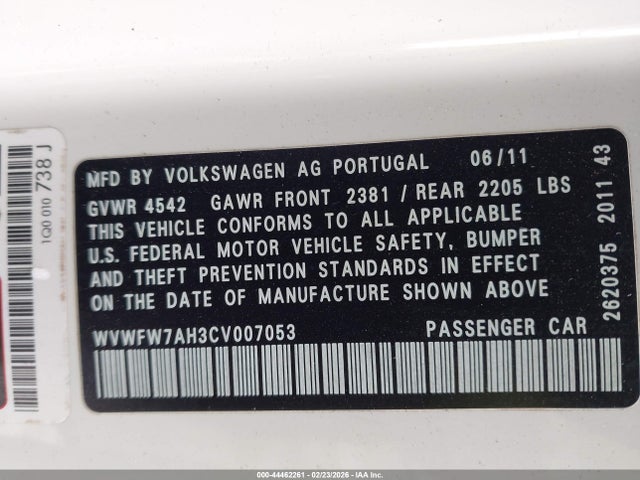 MFD BY VOLKSWAGEN AG PORTUGAL 06/11
GVWR 4542 GAWR FRONT 2381 / REAR 2205 LBS
THIS VEHICLE CONFORMS TO ALL APPLICABLE
U.S. FEDERAL MOTOR VEHICLE SAFETY, BUMPER
AND THEFT PREVENTION STANDARDS IN EFFECT
ON THE DATE OF MANUFACTURE SHOWN ABOVE
WVWFW7AH3CV007053 PASSENGER CAR
2620375 2011 43
1Q0 010 738 J
000-44462261 - 02/23/2026 - IAAI.COM